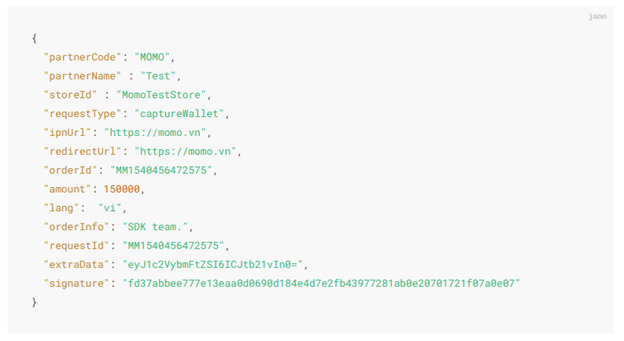 json
{
"partnerCode": "MOMO",
"partnerName" : "Test",
"storeId" : "MomoTestStore",
"requestType": "captureWallet",
"ipnUrl": "https://momo.vn",
"redirectUrl": "https://momo.vn",
"orderId": "MM1540456472575",
"amount": 150000,
"lang":  "vi",
"orderInfo": "SDK team.",
"requestId": "MM1540456472575",
"extraData": "eyJ1c2VybmFtZSI6ICJtb21vIn0=",
"signature": "fd37abbee777e13eaa0d0690d184e4d7e2fb43977281ab0e20701721f07a0e07"
}